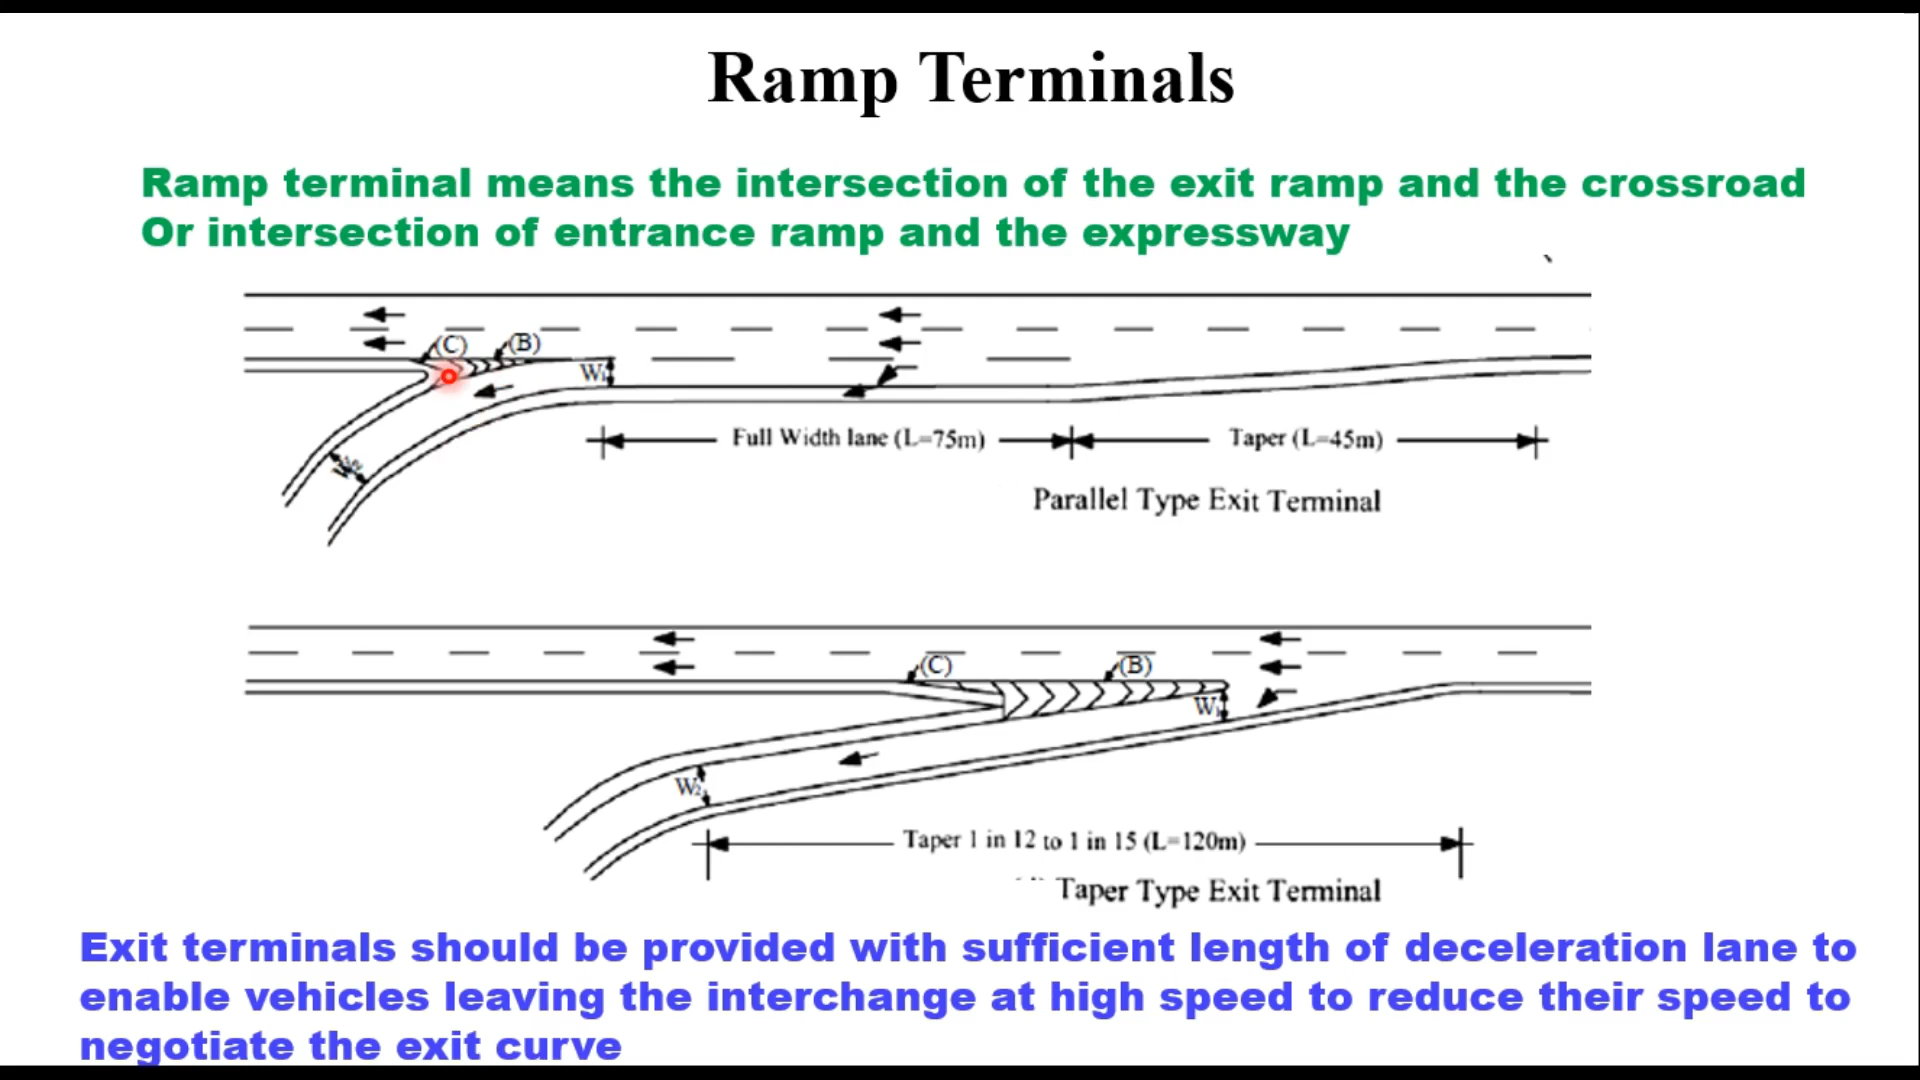 Ramp Terminals
Ramp terminal means the intersection of the exit ramp and the crossroad
Or intersection of entrance ramp and the expressway
(C) (B)
W₁
Full Width lane (L=75m) Taper (L=45m)
Parallel Type Exit Terminal
(C) (B)
W₁
W₂
Taper 1 in 12 to 1 in 15 (L=120m)
Taper Type Exit Terminal
Exit terminals should be provided with sufficient length of deceleration lane to
enable vehicles leaving the interchange at high speed to reduce their speed to
negotiate the exit curve